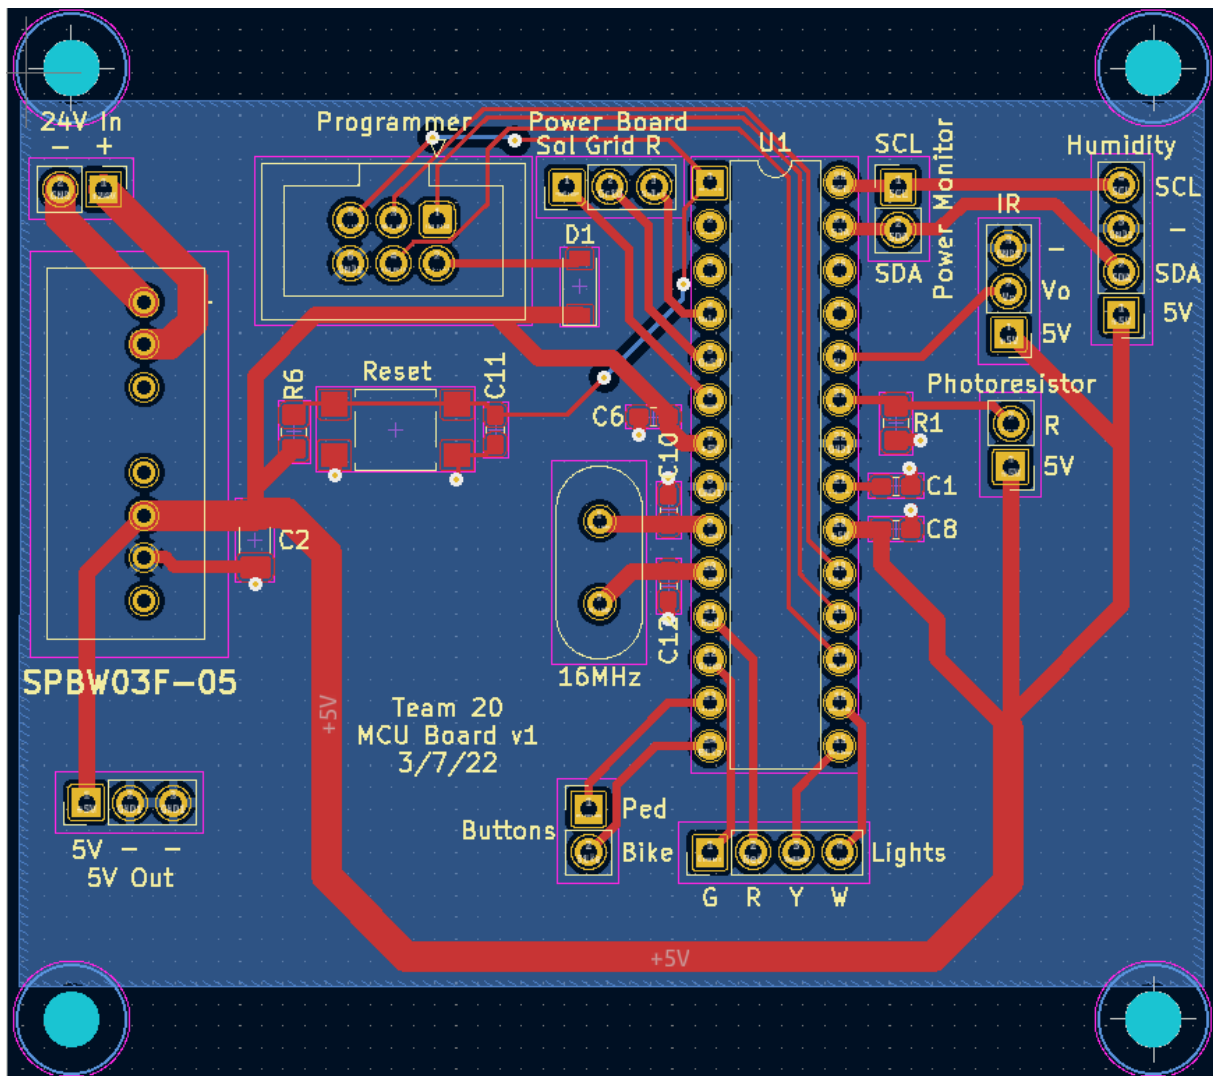 24V In
- +
Programmer
Power Board
Sol Grid R
U1
SCL
SDA
Power Monitor
Humidity
SCL
-
SDA
5V
IR
-
Vo
5V
D1
Photoresistor
R
5V
R6
Reset
C11
C6
C10
R1
C1
C8
C2
C12
16MHz
SPBW03F-05
+5V
Team 20
MCU Board v1
3/7/22
5V - -
5V Out
Buttons
Ped
Bike
Lights
G R Y W
+5V